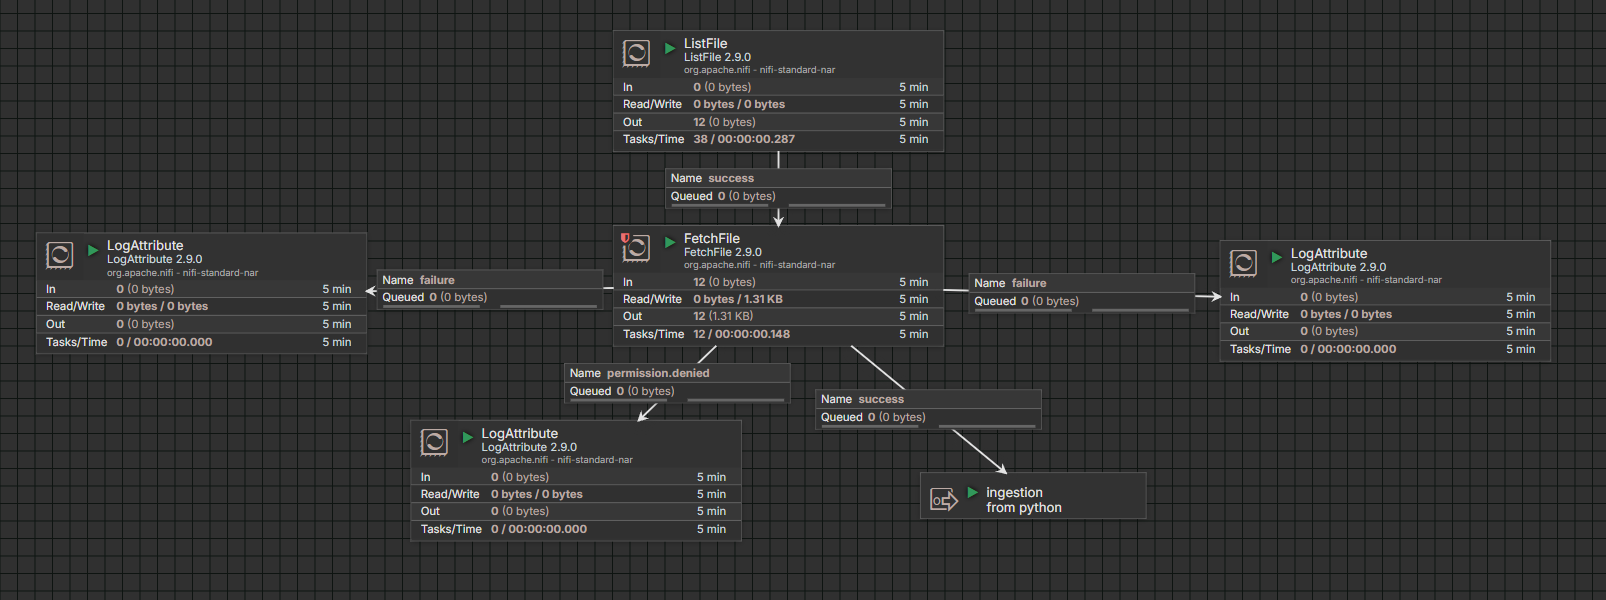 ListFile
ListFile 2.9.0
org.apache.nifi - nifi-standard-nar
In 0 (0 bytes) 5 min
Read/Write 0 bytes / 0 bytes 5 min
Out 12 (0 bytes) 5 min
Tasks/Time 38 / 00:00:00.287 5 min
Name success
Queued 0 (0 bytes)
LogAttribute
LogAttribute 2.9.0
org.apache.nifi - nifi-standard-nar
In 0 (0 bytes) 5 min
Read/Write 0 bytes / 0 bytes 5 min
Out 0 (0 bytes) 5 min
Tasks/Time 0 / 00:00:00.000 5 min
Name failure
Queued 0 (0 bytes)
FetchFile
FetchFile 2.9.0
org.apache.nifi - nifi-standard-nar
In 12 (0 bytes) 5 min
Read/Write 0 bytes / 1.31 KB 5 min
Out 12 (1.31 KB) 5 min
Tasks/Time 12 / 00:00:00.148 5 min
Name failure
Queued 0 (0 bytes)
LogAttribute
LogAttribute 2.9.0
org.apache.nifi - nifi-standard-nar
In 0 (0 bytes) 5 min
Read/Write 0 bytes / 0 bytes 5 min
Out 0 (0 bytes) 5 min
Tasks/Time 0 / 00:00:00.000 5 min
Name permission.denied
Queued 0 (0 bytes)
Name success
Queued 0 (0 bytes)
LogAttribute
LogAttribute 2.9.0
org.apache.nifi - nifi-standard-nar
In 0 (0 bytes) 5 min
Read/Write 0 bytes / 0 bytes 5 min
Out 0 (0 bytes) 5 min
Tasks/Time 0 / 00:00:00.000 5 min
ingestion
from python